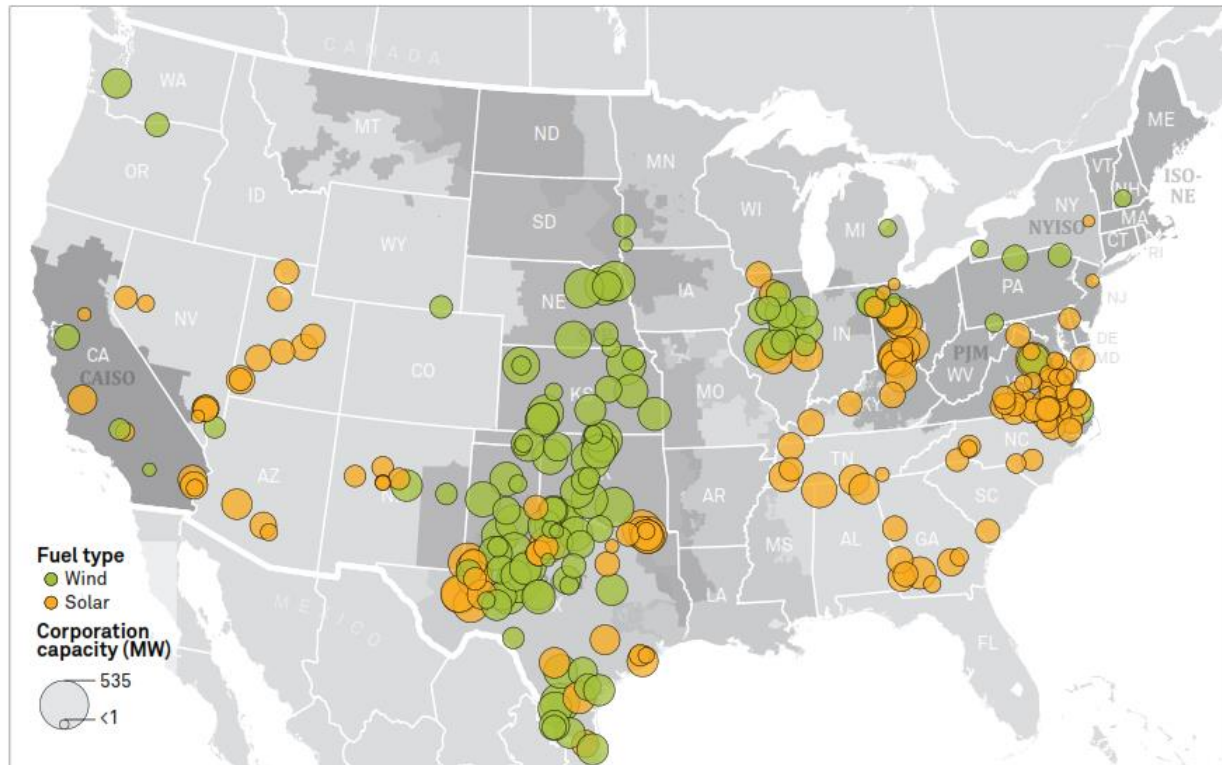 CANADA
WA
MT
ND
MN
ME
OR
ID
SD
WI
MI
VT
NH
NY
ISO-
NE
NYISO
MA
CT
RI
WY
NE
IA
PA
NJ
NV
CA
CAISO
CO
KS
MO
IN
PJM
WV
DE
MD
KY
AZ
AR
TN
NC
SC
MS
AL
GA
LA
FL
MEXICO
Fuel type
Wind
Solar
Corporation
capacity (MW)
535
<1